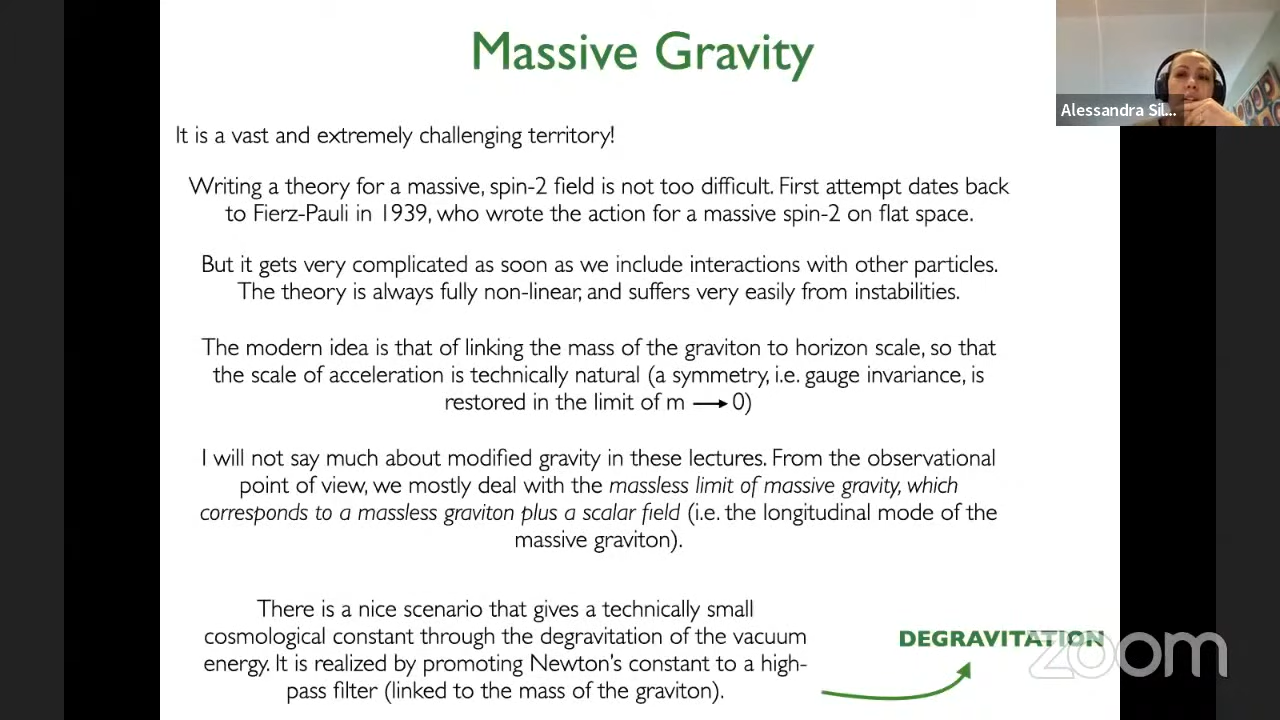 Massive Gravity
Alessandra Sil...
It is a vast and extremely challenging territory!
Writing a theory for a massive, spin-2 field is not too difficult. First attempt dates back
to Fierz-Pauli in 1939, who wrote the action for a massive spin-2 on flat space.
But it gets very complicated as soon as we include interactions with other particles.
The theory is always fully non-linear, and suffers very easily from instabilities.
The modern idea is that of linking the mass of the graviton to horizon scale, so that
the scale of acceleration is technically natural (a symmetry, i.e. gauge invariance, is
restored in the limit of m ⟶ 0)
I will not say much about modified gravity in these lectures. From the observational
point of view, we mostly deal with the massless limit of massive gravity, which
corresponds to a massless graviton plus a scalar field (i.e. the longitudinal mode of the
massive graviton).
There is a nice scenario that gives a technically small
cosmological constant through the degravitation of the vacuum
energy. It is realized by promoting Newton's constant to a high-
pass filter (linked to the mass of the graviton).
DEGRAVITATION
zoom